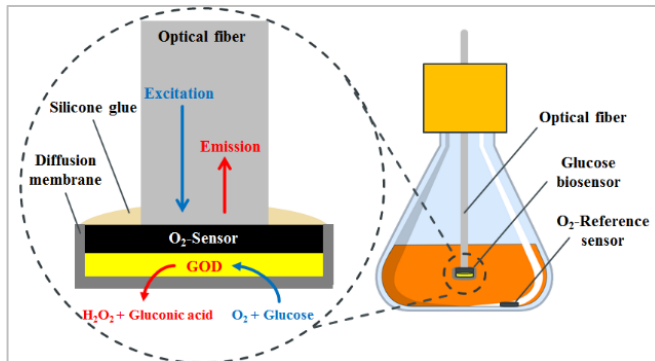 Optical fiber
Silicone glue
Excitation
Diffusion
membrane
Emission
O₂-Sensor
GOD
H₂O₂ + Gluconic acid
O₂ + Glucose
Optical fiber
Glucose
biosensor
O₂-Reference
sensor